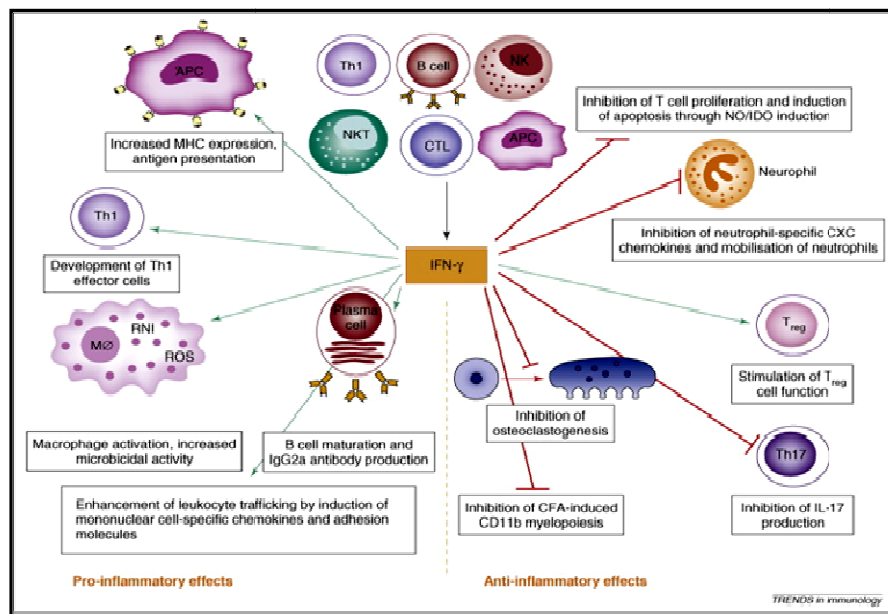 APC
Th1
B cell
NK
NKT
CTL
APC
Increased MHC expression,
antigen presentation
Inhibition of T cell proliferation and induction
of apoptosis through NO/IDO induction
Neurophil
Inhibition of neutrophil-specific CXC
chemokines and mobilisation of neutrophils
Th1
Development of Th1
effector cells
IFN-γ
Plasma
cell
MØ
RNI
ROS
Treg
Stimulation of Treg
cell function
Inhibition of
osteoclastogenesis
Macrophage activation, increased
microbicidal activity
B cell maturation and
IgG2a antibody production
Th17
Enhancement of leukocyte trafficking by induction of
mononuclear cell-specific chemokines and adhesion
molecules
Inhibition of CFA-induced
CD11b myelopoiesis
Inhibition of IL-17
production
Pro-inflammatory effects
Anti-inflammatory effects
TRENDS in immunology